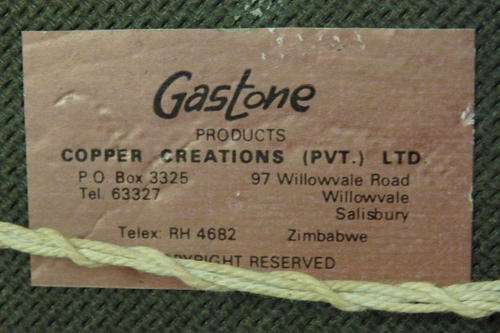 Gastone
PRODUCTS
COPPER CREATIONS (PVT.) LTD.
P.O. Box 3325 97 Willowvale Road
Tel. 63327 Willowvale
Salisbury
Telex: RH 4682 Zimbabwe
RIGHT RESERVED